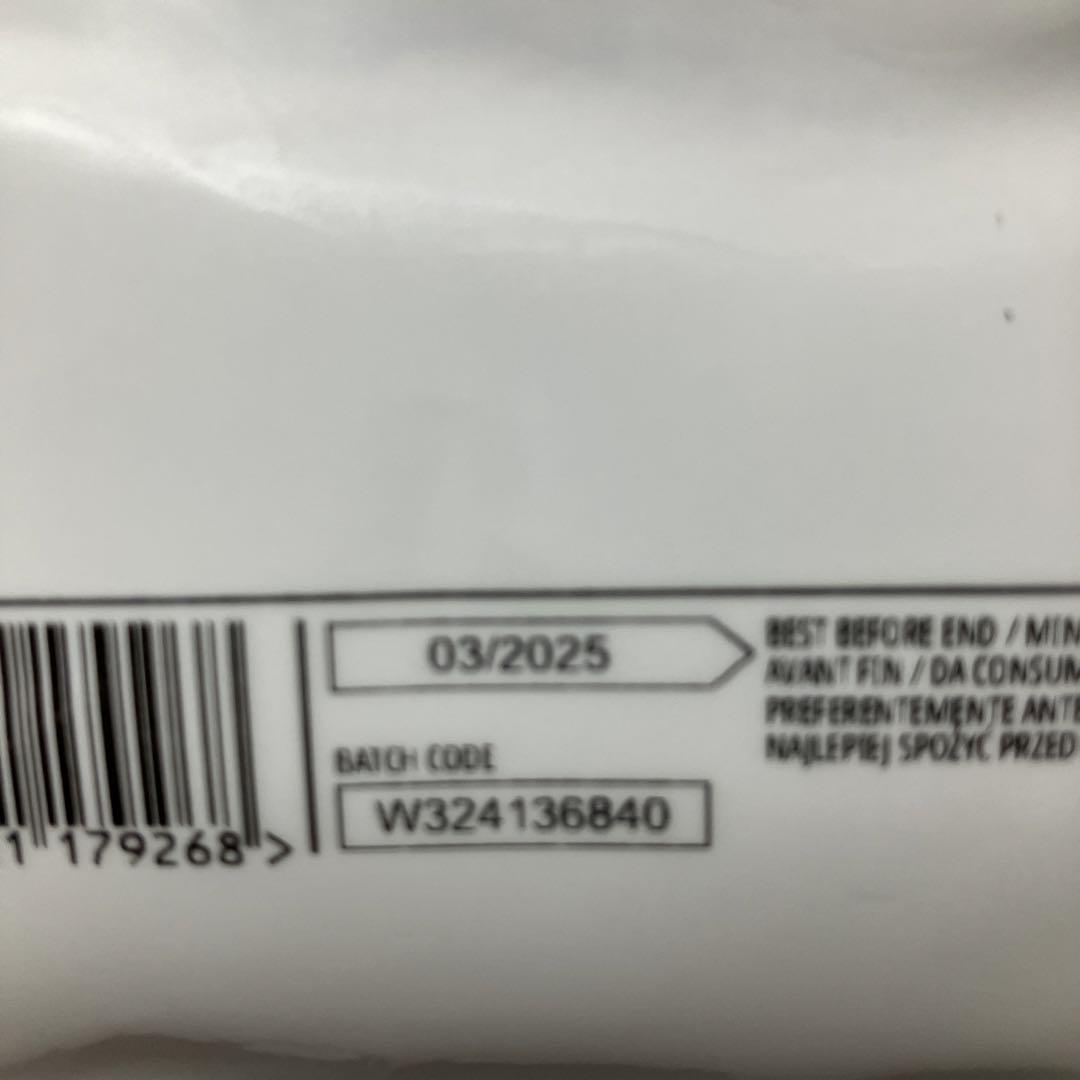 03/2025
BEST BEFORE END / MIN
AVANT FIN / DA CONSUM
PREFERENTEMENTE ANTE
NAJLEPIEJ SPOŻYĆ PRZED
BATCH CODE
W324136840
1 179268 >